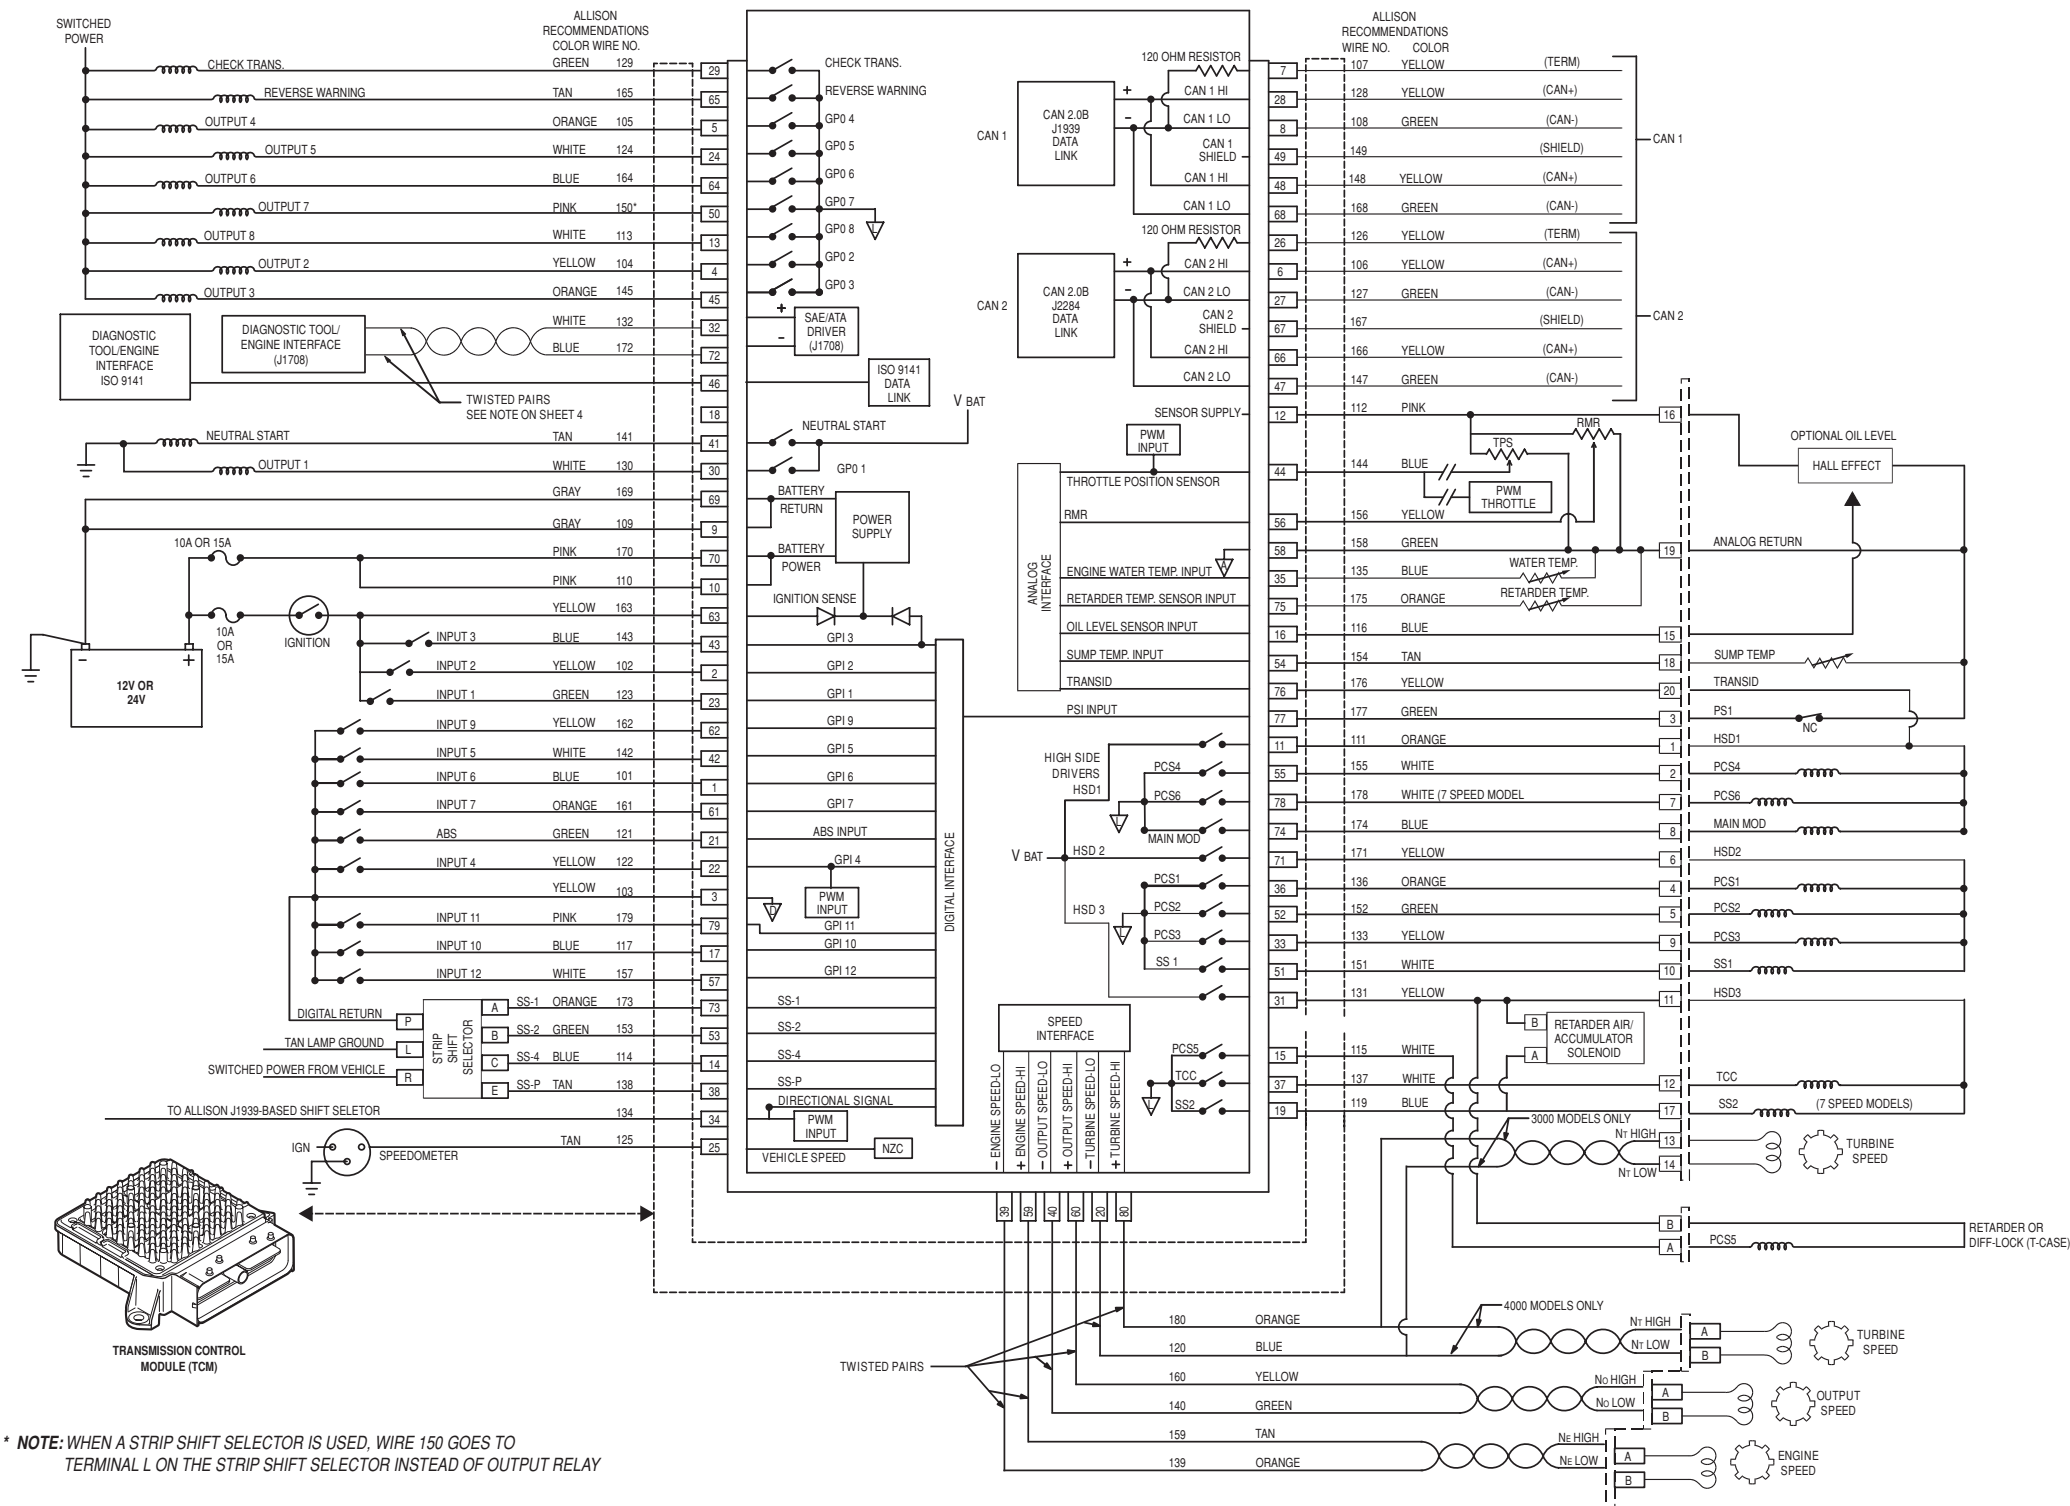 SWITCHED
POWER
ALLISON
RECOMMENDATIONS
COLOR WIRE NO.
CHECK TRANS. GREEN 129 29 CHECK TRANS.
REVERSE WARNING TAN 165 65 REVERSE WARNING
OUTPUT 4 ORANGE 105 5 GP0 4
OUTPUT 5 WHITE 124 24 GP0 5
OUTPUT 6 BLUE 164 64 GP0 6
OUTPUT 7 PINK 150* 50 GP0 7
L
OUTPUT 8 WHITE 113 13 GP0 8
OUTPUT 2 YELLOW 104 4 GP0 2
OUTPUT 3 ORANGE 145 45 GP0 3
DIAGNOSTIC
TOOL/ENGINE
INTERFACE
ISO 9141
DIAGNOSTIC TOOL/
ENGINE INTERFACE
(J1708)
WHITE 132 32
BLUE 172 72
+
-
SAE/ATA
DRIVER
(J1708)
46
ISO 9141
DATA
LINK
TWISTED PAIRS
SEE NOTE ON SHEET 4
18
V BAT
NEUTRAL START TAN 141 41 NEUTRAL START
OUTPUT 1 WHITE 130 30 GP0 1
GRAY 169 69 BATTERY
RETURN
GRAY 109 9
POWER
SUPPLY
10A OR 15A
PINK 170 70 BATTERY
POWER
PINK 110 10
YELLOW 163 63 IGNITION SENSE
10A
OR
15A
IGNITION
- +
12V OR
24V
INPUT 3 BLUE 143 43 GPI 3
INPUT 2 YELLOW 102 2 GPI 2
INPUT 1 GREEN 123 23 GPI 1
INPUT 9 YELLOW 162 62 GPI 9
INPUT 5 WHITE 142 42 GPI 5
INPUT 6 BLUE 101 1 GPI 6
INPUT 7 ORANGE 161 61 GPI 7
ABS GREEN 121 21 ABS INPUT
INPUT 4 YELLOW 122 22 GPI 4
YELLOW 103 3
D
PWM
INPUT
INPUT 11 PINK 179 79 GPI 11
INPUT 10 BLUE 117 17 GPI 10
INPUT 12 WHITE 157 57 GPI 12
DIGITAL INTERFACE
DIGITAL RETURN P
TAN LAMP GROUND L
SWITCHED POWER FROM VEHICLE R
STRIP
SHIFT
SELECTOR
A SS-1 ORANGE 173 73 SS-1
B SS-2 GREEN 153 53 SS-2
C SS-4 BLUE 114 14 SS-4
E SS-P TAN 138 38 SS-P
TO ALLISON J1939-BASED SHIFT SELETOR 134 34 DIRECTIONAL SIGNAL
PWM
INPUT
IGN SPEEDOMETER TAN 125 25 VEHICLE SPEED NZC
TRANSMISSION CONTROL
MODULE (TCM)
* NOTE: WHEN A STRIP SHIFT SELECTOR IS USED, WIRE 150 GOES TO
TERMINAL L ON THE STRIP SHIFT SELECTOR INSTEAD OF OUTPUT RELAY
ALLISON
RECOMMENDATIONS
WIRE NO. COLOR
CAN 1
CAN 2.0B
J1939
DATA
LINK
+
-
120 OHM RESISTOR 7 107 YELLOW (TERM)
CAN 1 HI 28 128 YELLOW (CAN+)
CAN 1 LO 8 108 GREEN (CAN-)
CAN 1
SHIELD 49 149 (SHIELD)
CAN 1 HI 48 148 YELLOW (CAN+)
CAN 1 LO 68 168 GREEN (CAN-)
CAN 1
CAN 2
CAN 2.0B
J2284
DATA
LINK
+
-
120 OHM RESISTOR 26 126 YELLOW (TERM)
CAN 2 HI 6 106 YELLOW (CAN+)
CAN 2 LO 27 127 GREEN (CAN-)
CAN 2
SHIELD 67 167 (SHIELD)
CAN 2 HI 66 166 YELLOW (CAN+)
CAN 2 LO 47 147 GREEN (CAN-)
CAN 2
SENSOR SUPPLY 12 112 PINK 16
RMR
TPS
OPTIONAL OIL LEVEL
HALL EFFECT
PWM
INPUT
ANALOG
INTERFACE
THROTTLE POSITION SENSOR 44 144 BLUE
PWM
THROTTLE
RMR 56 156 YELLOW
A
58 158 GREEN 19 ANALOG RETURN
ENGINE WATER TEMP. INPUT 35 135 BLUE WATER TEMP.
RETARDER TEMP. SENSOR INPUT 75 175 ORANGE RETARDER TEMP.
OIL LEVEL SENSOR INPUT 16 116 BLUE 15
SUMP TEMP. INPUT 54 154 TAN 18 SUMP TEMP
TRANSID 76 176 YELLOW 20 TRANSID
PSI INPUT 77 177 GREEN 3 PS1
NC
HIGH SIDE
DRIVERS
HSD1
11 111 ORANGE 1 HSD1
PCS4 55 155 WHITE 2 PCS4
PCS6 78 178 WHITE (7 SPEED MODEL 7 PCS6
L
MAIN MOD 74 174 BLUE 8 MAIN MOD
V BAT
HSD 2 71 171 YELLOW 6 HSD2
PCS1 36 136 ORANGE 4 PCS1
HSD 3
PCS2 52 152 GREEN 5 PCS2
L
PCS3 33 133 YELLOW 9 PCS3
SS 1 51 151 WHITE 10 SS1
31 131 YELLOW 11 HSD3
B
A
RETARDER AIR/
ACCUMULATOR
SOLENOID
SPEED
INTERFACE
− ENGINE SPEED-LO
+ ENGINE SPEED-HI
− OUTPUT SPEED-LO
+ OUTPUT SPEED-HI
− TURBINE SPEED-LO
+ TURBINE SPEED-HI
PCS5 15 115 WHITE
TCC 37 137 WHITE 12 TCC
L
SS2 19 119 BLUE 17 SS2 (7 SPEED MODELS)
3000 MODELS ONLY
NT HIGH 13
NT LOW 14
TURBINE
SPEED
39 59 40 60 20 80
B
A PCS5
RETARDER OR
DIFF-LOCK (T-CASE)
4000 MODELS ONLY
180 ORANGE NT HIGH A
120 BLUE NT LOW B
TURBINE
SPEED
TWISTED PAIRS
160 YELLOW NO HIGH A
140 GREEN NO LOW B
OUTPUT
SPEED
159 TAN NE HIGH A
139 ORANGE NE LOW B
ENGINE
SPEED